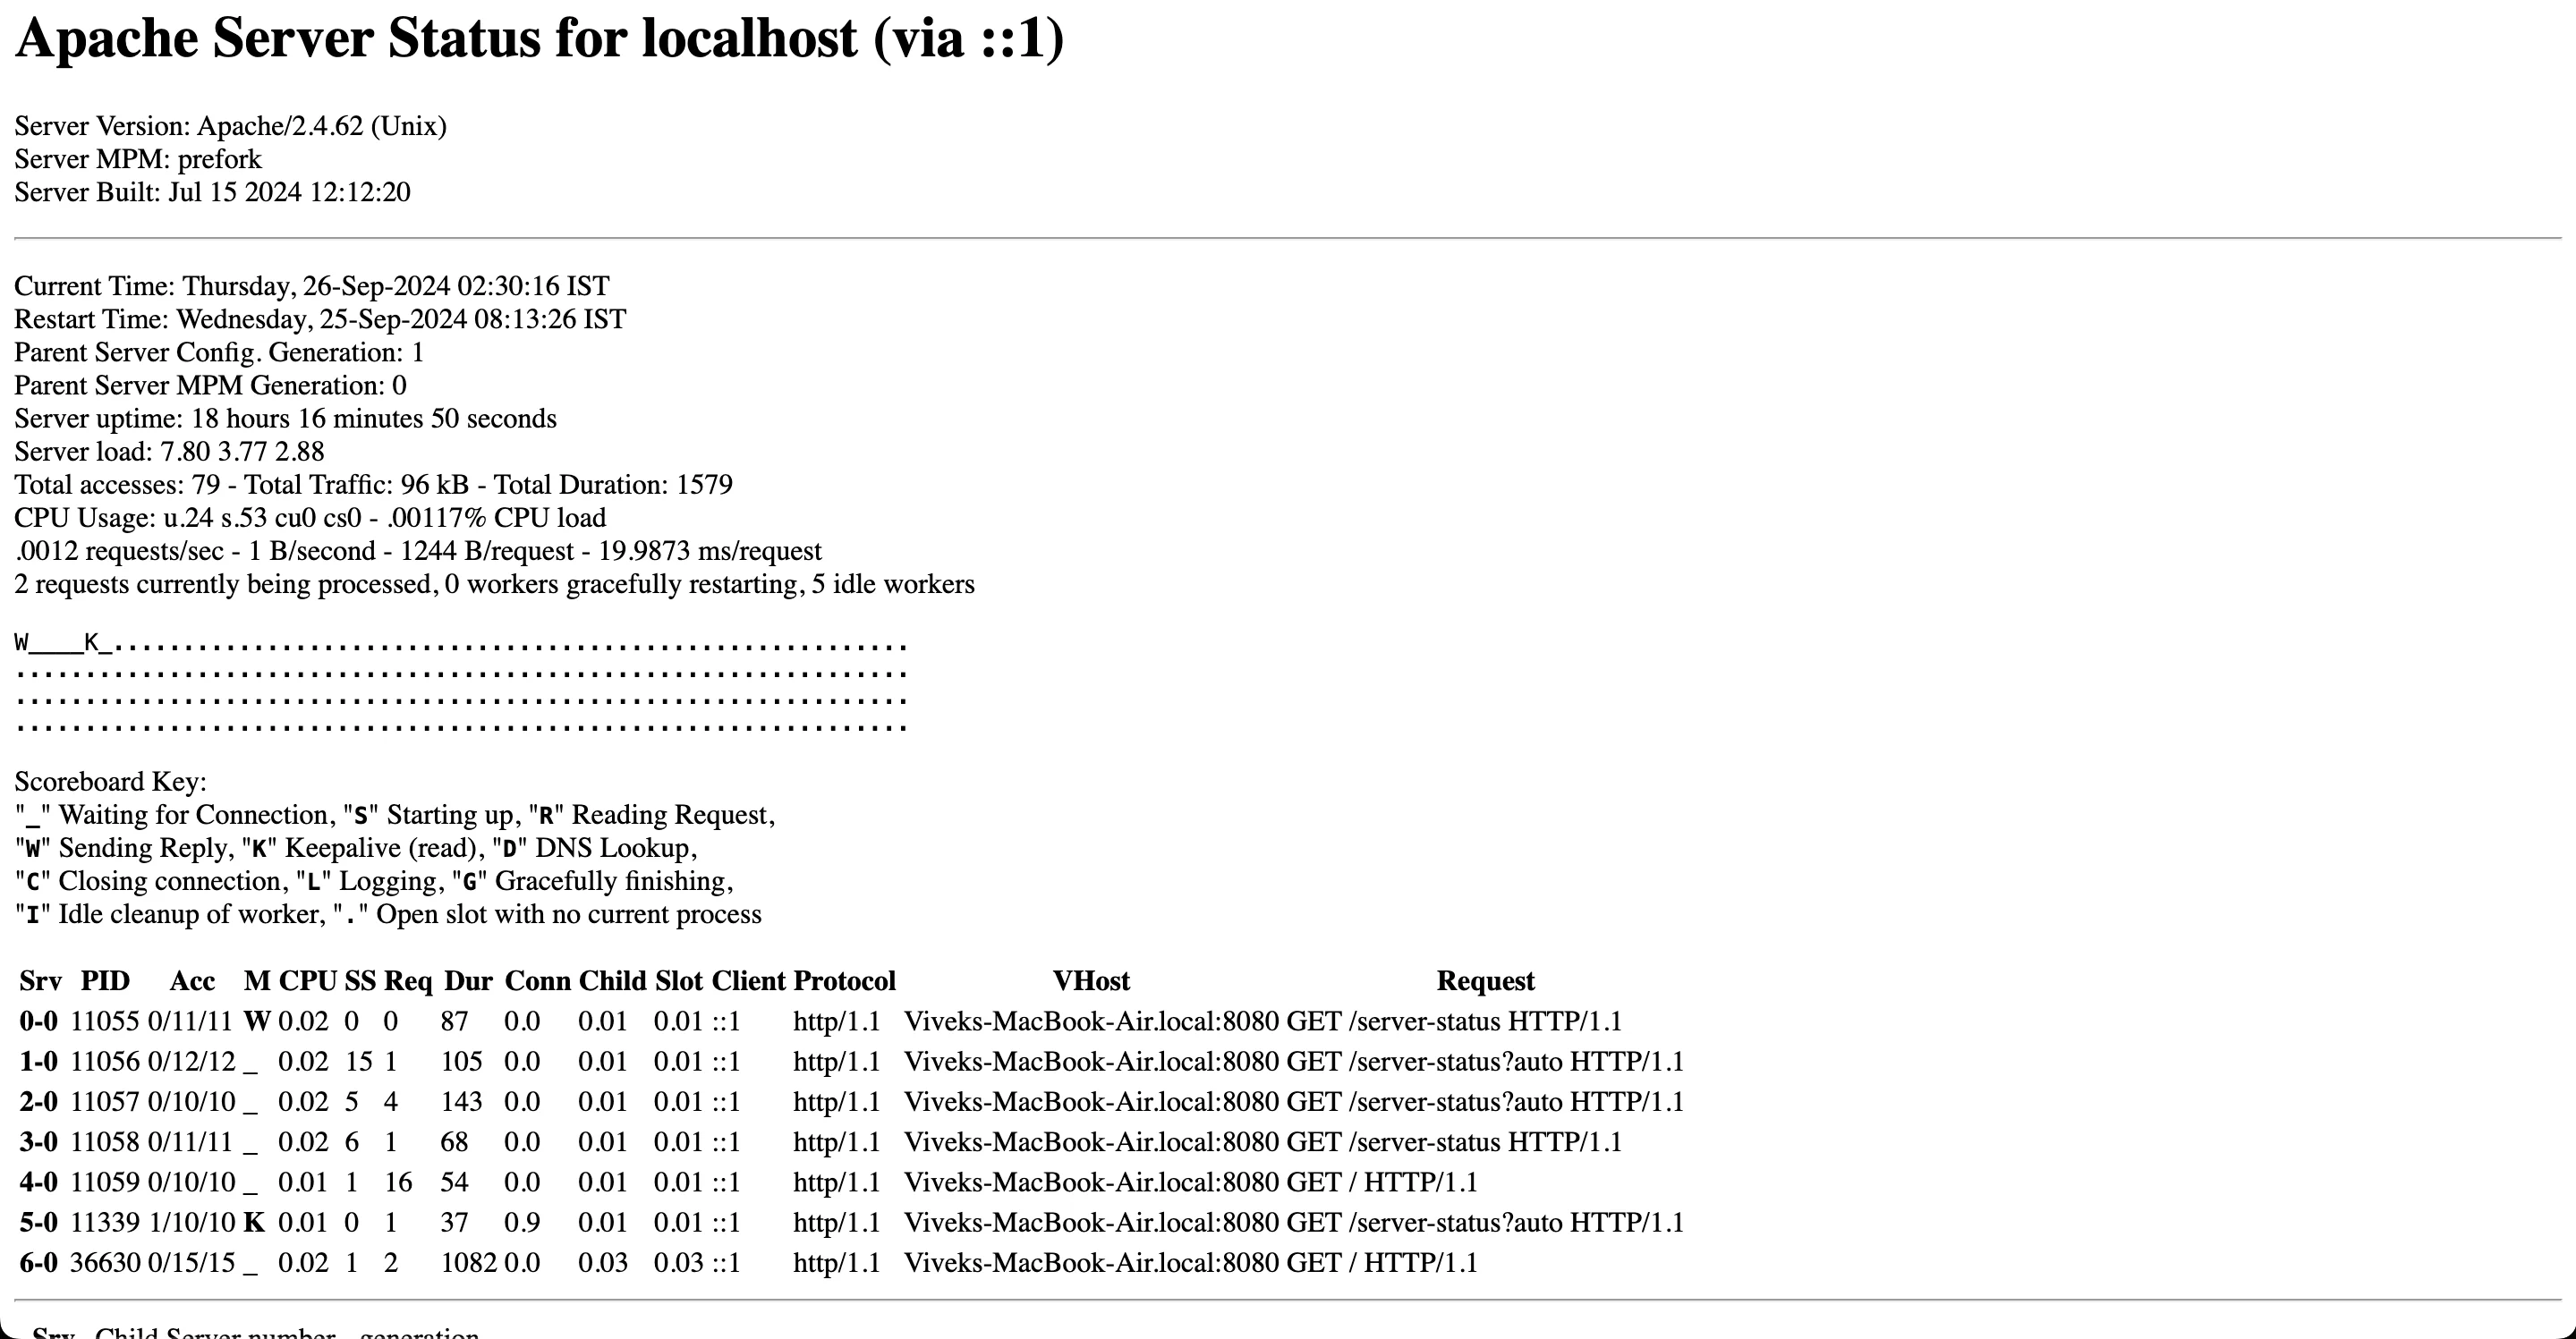 Apache Server Status for localhost (via ::1)
Server Version: Apache/2.4.62 (Unix)
Server MPM: prefork
Server Built: Jul 15 2024 12:12:20
Current Time: Thursday, 26-Sep-2024 02:30:16 IST
Restart Time: Wednesday, 25-Sep-2024 08:13:26 IST
Parent Server Config. Generation: 1
Parent Server MPM Generation: 0
Server uptime: 18 hours 16 minutes 50 seconds
Server load: 7.80 3.77 2.88
Total accesses: 79 - Total Traffic: 96 kB - Total Duration: 1579
CPU Usage: u.24 s.53 cu0 cs0 - .00117% CPU load
.0012 requests/sec - 1 B/second - 1244 B/request - 19.9873 ms/request
2 requests currently being processed, 0 workers gracefully restarting, 5 idle workers
W____K_.........................................................
................................................................
................................................................
................................................................
Scoreboard Key:
"_" Waiting for Connection, "S" Starting up, "R" Reading Request,
"W" Sending Reply, "K" Keepalive (read), "D" DNS Lookup,
"C" Closing connection, "L" Logging, "G" Gracefully finishing,
"I" Idle cleanup of worker, "." Open slot with no current process
Srv PID Acc M CPU SS Req Dur Conn Child Slot Client Protocol VHost Request
0-0 11055 0/11/11 W 0.02 0 0 87 0.0 0.01 0.01 ::1 http/1.1 Viveks-MacBook-Air.local:8080 GET /server-status HTTP/1.1
1-0 11056 0/12/12 _ 0.02 15 1 105 0.0 0.01 0.01 ::1 http/1.1 Viveks-MacBook-Air.local:8080 GET /server-status?auto HTTP/1.1
2-0 11057 0/10/10 _ 0.02 5 4 143 0.0 0.01 0.01 ::1 http/1.1 Viveks-MacBook-Air.local:8080 GET /server-status?auto HTTP/1.1
3-0 11058 0/11/11 _ 0.02 6 1 68 0.0 0.01 0.01 ::1 http/1.1 Viveks-MacBook-Air.local:8080 GET /server-status HTTP/1.1
4-0 11059 0/10/10 _ 0.01 1 16 54 0.0 0.01 0.01 ::1 http/1.1 Viveks-MacBook-Air.local:8080 GET / HTTP/1.1
5-0 11339 1/10/10 K 0.01 0 1 37 0.9 0.01 0.01 ::1 http/1.1 Viveks-MacBook-Air.local:8080 GET /server-status?auto HTTP/1.1
6-0 36630 0/15/15 _ 0.02 1 2 1082 0.0 0.03 0.03 ::1 http/1.1 Viveks-MacBook-Air.local:8080 GET / HTTP/1.1
Srv Child Server number - generation